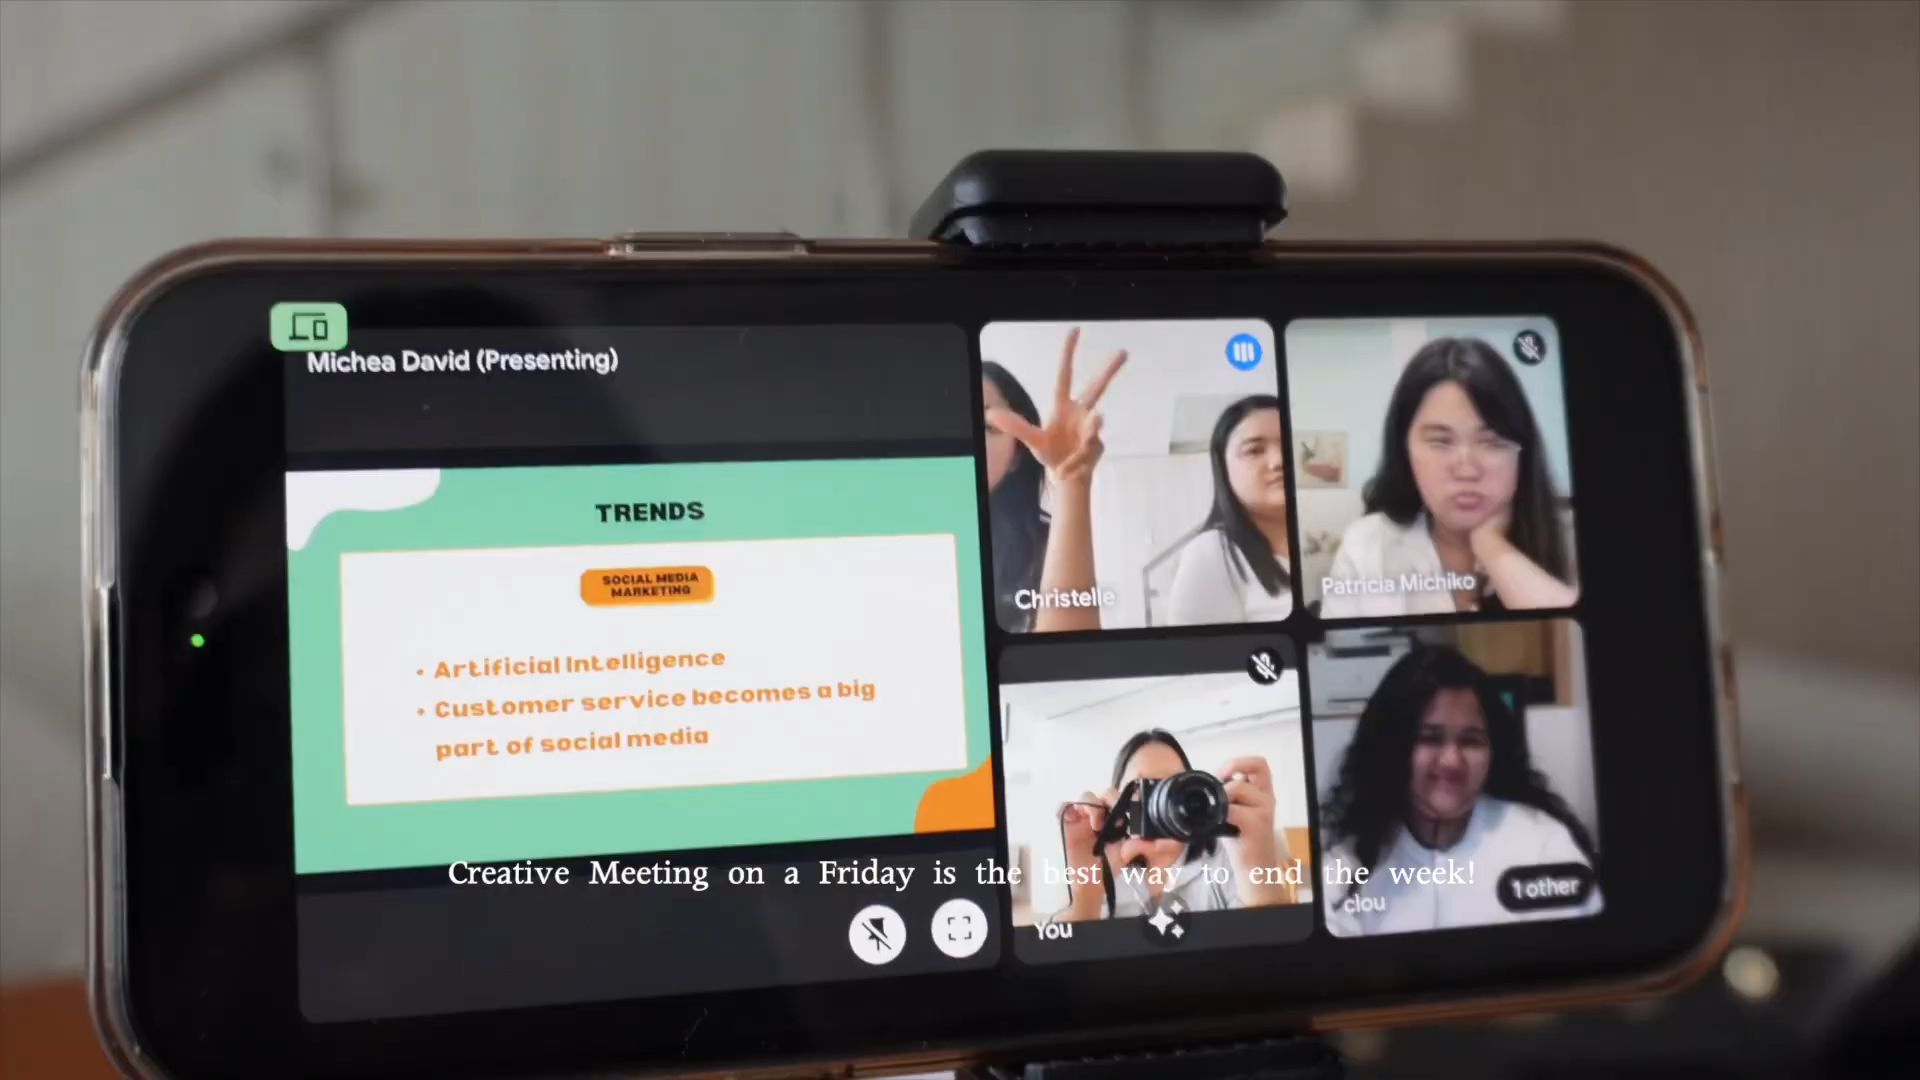 Michea David (Presenting)
TRENDS
SOCIAL MEDIA
MARKETING
• Artificial Intelligence
• Customer service becomes a big
part of social media
Christelle
Patricia Michiko
You
clou
1 other
Creative Meeting on a Friday is the best way to end the week!